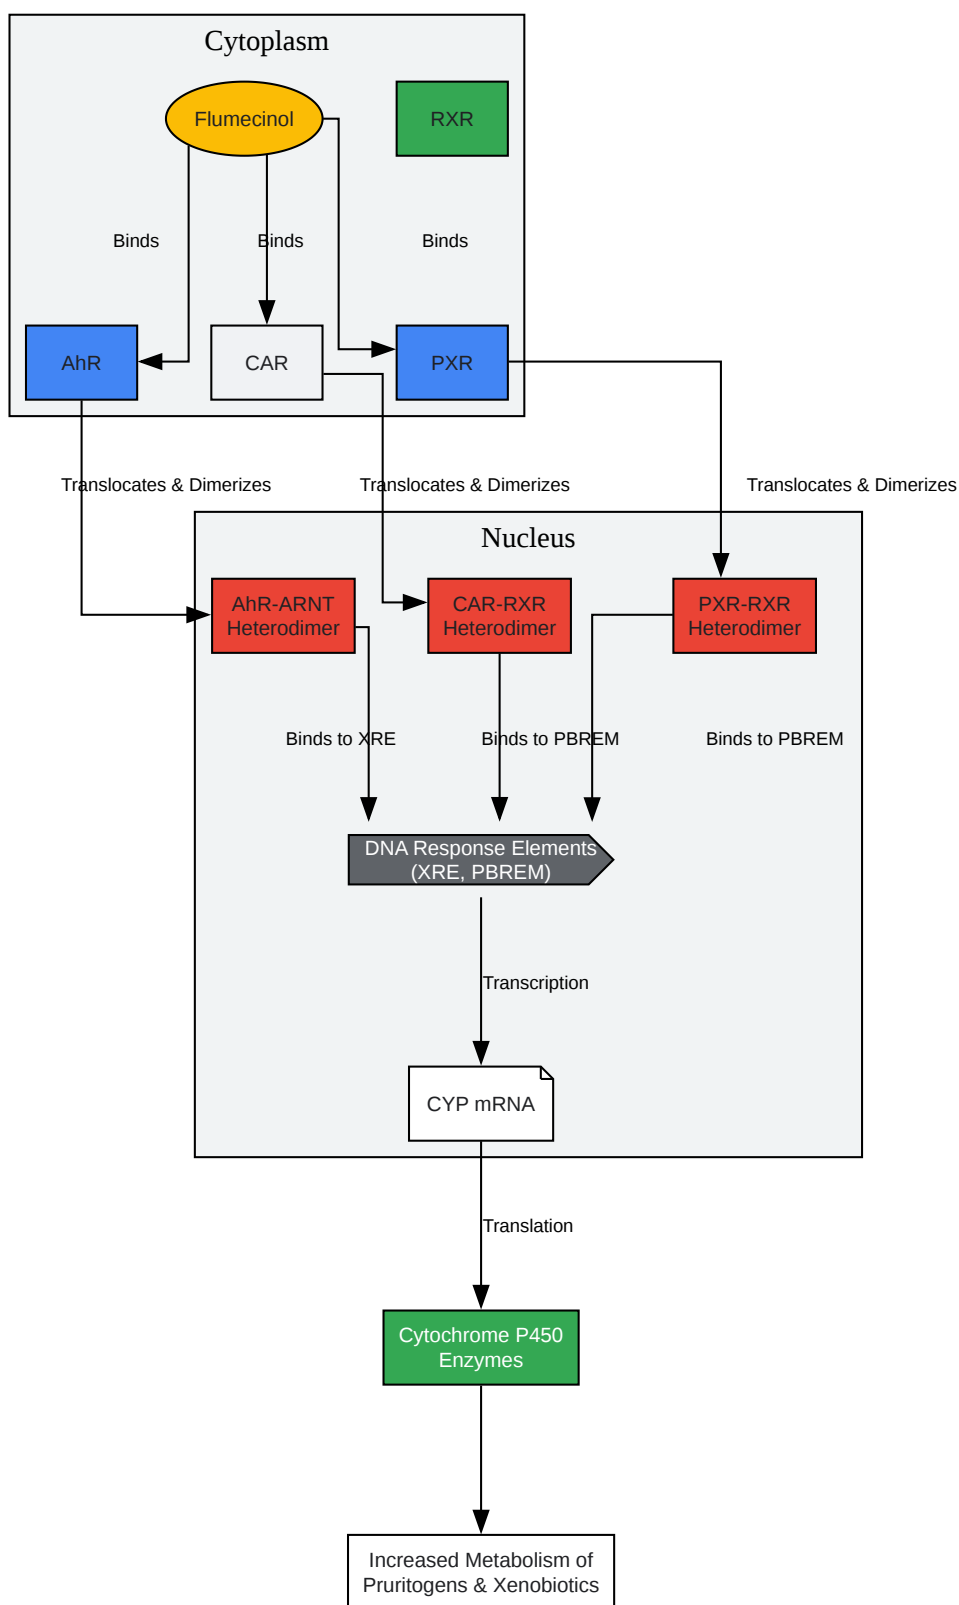 Cytoplasm
Flumecinol
RXR
Binds
Binds
Binds
AhR
CAR
PXR
Translocates & Dimerizes
Translocates & Dimerizes
Translocates & Dimerizes
Nucleus
AhR-ARNT
Heterodimer
CAR-RXR
Heterodimer
PXR-RXR
Heterodimer
Binds to XRE
Binds to PBREM
Binds to PBREM
DNA Response Elements
(XRE, PBREM)
Transcription
CYP mRNA
Translation
Cytochrome P450
Enzymes
Increased Metabolism of
Pruritogens & Xenobiotics